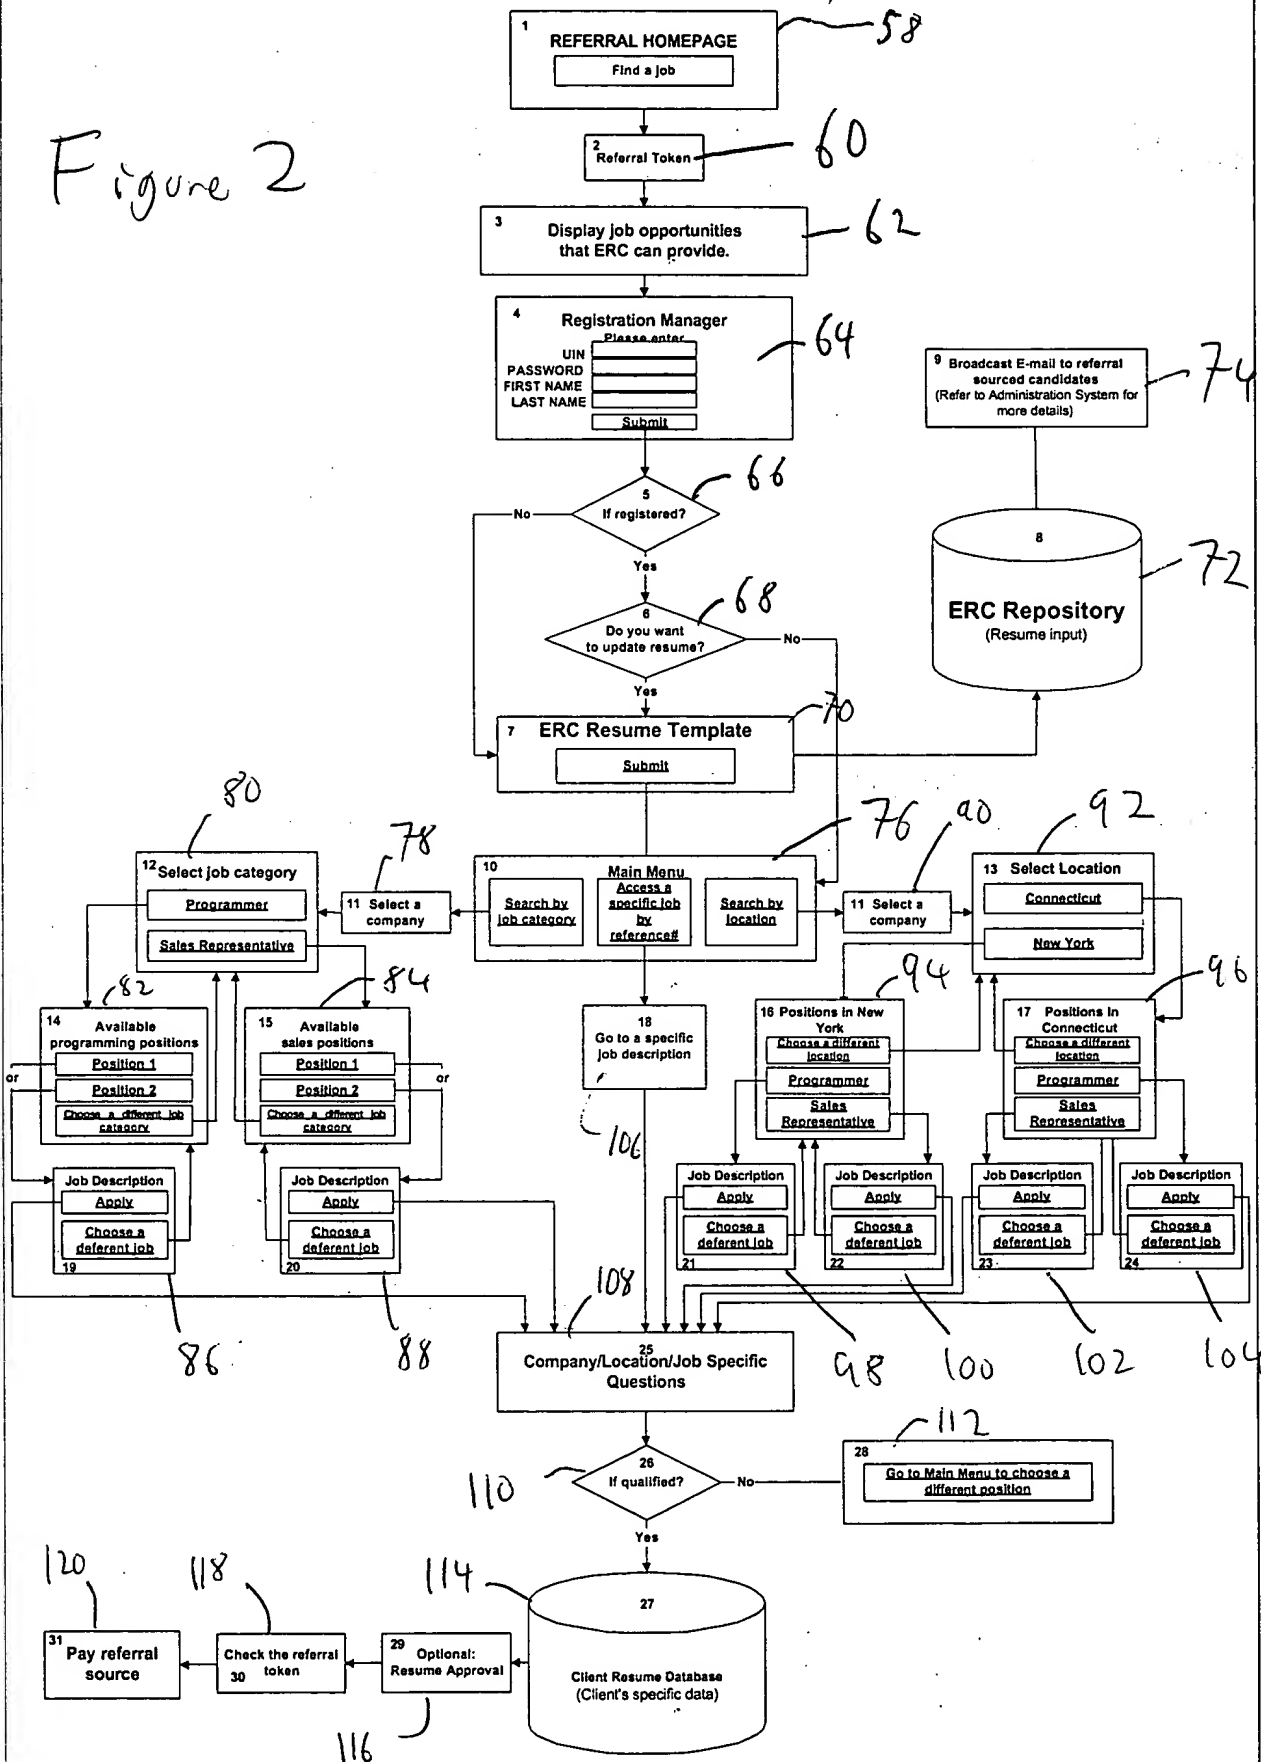 1
58
REFERRAL HOMEPAGE
Find a job
Figure 2
2
Referral Token
60
3
Display job opportunities
that ERC can provide.
62
4
Registration Manager
Please enter
UIN
PASSWORD
FIRST NAME
LAST NAME
Submit
64
9 Broadcast E-mail to referral
sourced candidates
(Refer to Administration System for
more details)
74
5
If registered?
66
No
Yes
8
ERC Repository
(Resume input)
72
6
Do you want
to update resume?
68
No
Yes
7 ERC Resume Template
Submit
70
80
78
76
90
92
12 Select job category
Programmer
Sales Representative
11 Select a
company
10
Main Menu
Search by
job category
Access a
specific job
by
reference#
Search by
location
11 Select a
company
13 Select Location
Connecticut
New York
82
84
94
96
14
Available
programming positions
Position 1
Position 2
Choose a different job
category
or
15
Available
sales positions
Position 1
Position 2
Choose a different job
category
or
18
Go to a specific
job description
106
16 Positions in New
York
Choose a different
location
Programmer
Sales
Representative
17 Positions in
Connecticut
Choose a different
location
Programmer
Sales
Representative
Job Description
Apply
Choose a
deferent job
19
Job Description
Apply
Choose a
deferent job
20
Job Description
Apply
Choose a
deferent job
21
Job Description
Apply
Choose a
deferent job
22
Job Description
Apply
Choose a
deferent job
23
Job Description
Apply
Choose a
deferent job
24
86
88
108
98
100
102
104
25
Company/Location/Job Specific
Questions
110
26
If qualified?
No
Yes
112
28
Go to Main Menu to choose a
different position
120
118
114
27
Client Resume Database
(Client's specific data)
31
Pay referral
source
Check the referral
token
30
29
Optional:
Resume Approval
116